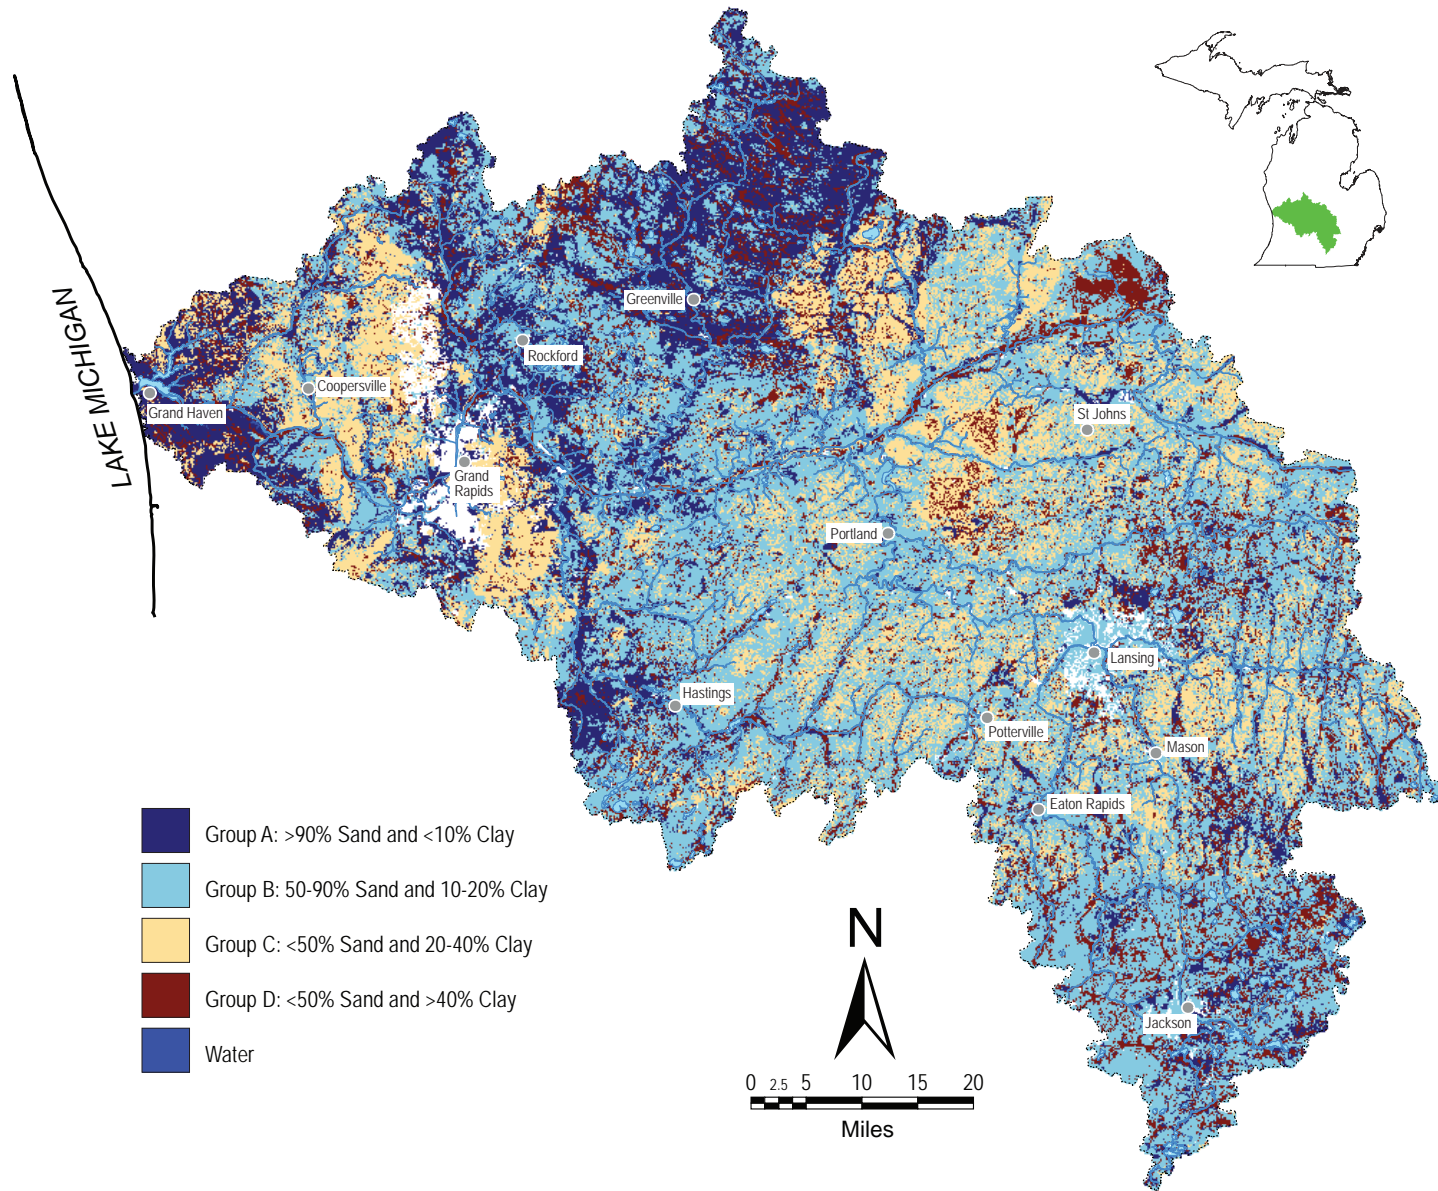 LAKE MICHIGAN
Greenville
Rockford
Coopersville
Grand Haven
St Johns
Grand
Rapids
Portland
Lansing
Hastings
Potterville
Mason
Eaton Rapids
Jackson
Group A: >90% Sand and <10% Clay
Group B: 50-90% Sand and 10-20% Clay
Group C: <50% Sand and 20-40% Clay
Group D: <50% Sand and >40% Clay
Water
N
0 2.5 5 10 15 20
Miles